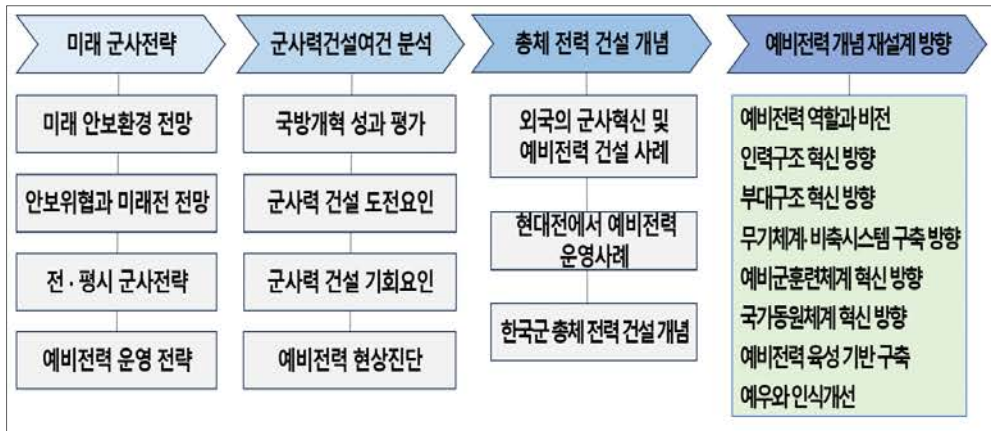 미래 군사전략
미래 안보환경 전망
안보위협과 미래전 전망
전·평시 군사전략
예비전력 운영 전략
군사력건설여건 분석
국방개혁 성과 평가
군사력 건설 도전요인
군사력 건설 기회요인
예비전력 현상진단
총체 전력 건설 개념
외국의 군사혁신 및
예비전력 건설 사례
현대전에서 예비전력
운영사례
한국군 총체 전력 건설 개념
예비전력 개념 재설계 방향
예비전력 역할과 비전
인력구조 혁신 방향
부대구조 혁신 방향
무기체계·비축시스템 구축 방향
예비군훈련체계 혁신 방향
국가동원체계 혁신 방향
예비전력 육성 기반 구축
예우와 인식개선